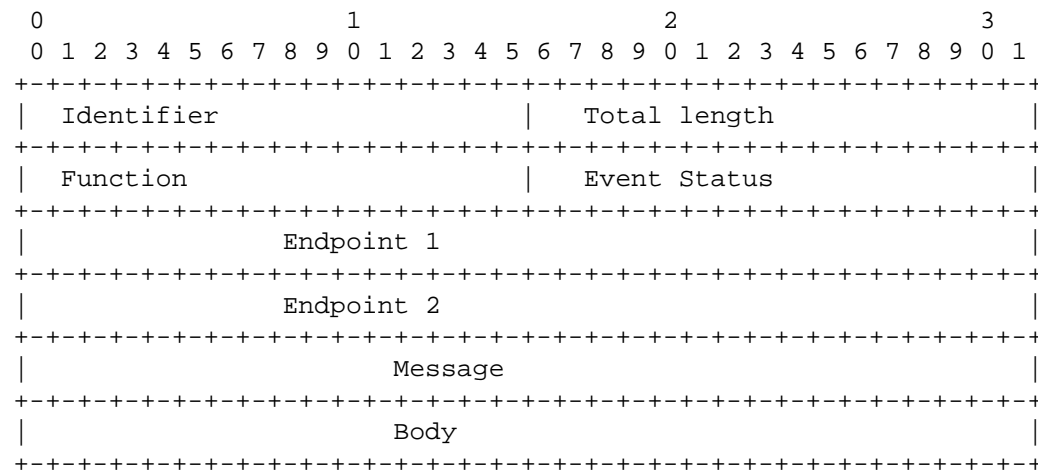 0                   1                   2                   3
0 1 2 3 4 5 6 7 8 9 0 1 2 3 4 5 6 7 8 9 0 1 2 3 4 5 6 7 8 9 0 1
+-+-+-+-+-+-+-+-+-+-+-+-+-+-+-+-+-+-+-+-+-+-+-+-+-+-+-+-+-+-+-+-+
|  Identifier                   |   Total length                |
+-+-+-+-+-+-+-+-+-+-+-+-+-+-+-+-+-+-+-+-+-+-+-+-+-+-+-+-+-+-+-+-+
|  Function                     |   Event Status                |
+-+-+-+-+-+-+-+-+-+-+-+-+-+-+-+-+-+-+-+-+-+-+-+-+-+-+-+-+-+-+-+-+
|                Endpoint 1                                     |
+-+-+-+-+-+-+-+-+-+-+-+-+-+-+-+-+-+-+-+-+-+-+-+-+-+-+-+-+-+-+-+-+
|                Endpoint 2                                     |
+-+-+-+-+-+-+-+-+-+-+-+-+-+-+-+-+-+-+-+-+-+-+-+-+-+-+-+-+-+-+-+-+
|                       Message                                 |
+-+-+-+-+-+-+-+-+-+-+-+-+-+-+-+-+-+-+-+-+-+-+-+-+-+-+-+-+-+-+-+-+
|                       Body                                    |
+-+-+-+-+-+-+-+-+-+-+-+-+-+-+-+-+-+-+-+-+-+-+-+-+-+-+-+-+-+-+-+-+